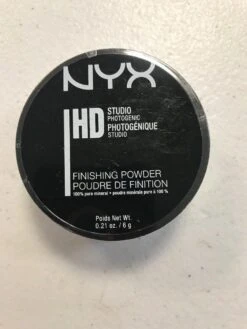 NYX
HD
STUDIO
PHOTOGENIC
PHOTOGÉNIQUE
STUDIO
FINISHING POWDER
POUDRE DE FINITION
100% pure mineral • poudre minérale pure à 100 %
Poids Net Wt.
0.21 oz. / 6 g